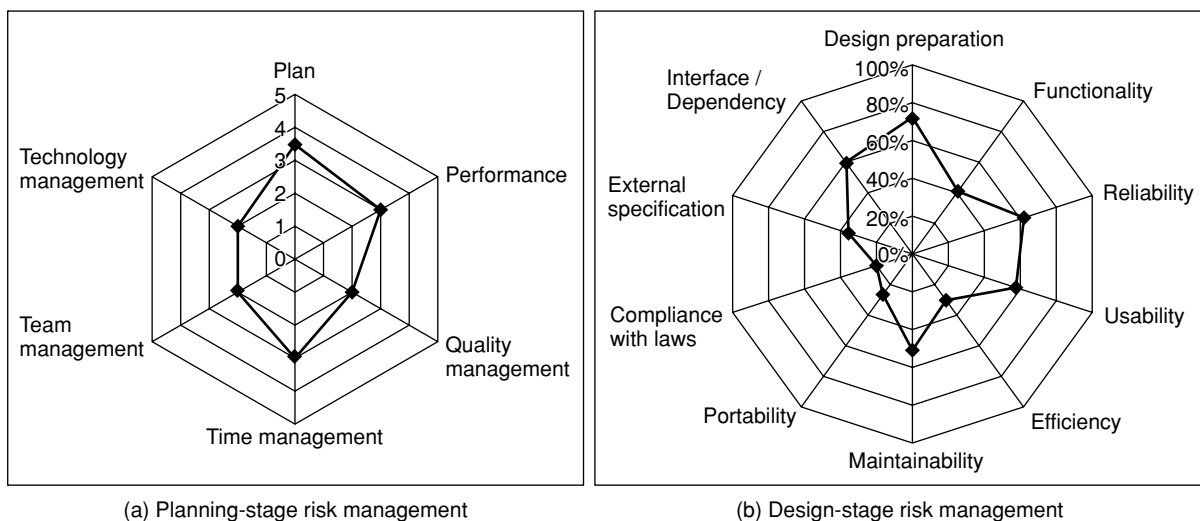 Plan
5
4
3
2
1
0
Technology
management
Performance
Team
management
Quality
management
Time management
(a) Planning-stage risk management
Design preparation
100%
80%
60%
40%
20%
0%
Interface /
Dependency
Functionality
External
specification
Reliability
Compliance
with laws
Usability
Portability
Efficiency
Maintainability
(b) Design-stage risk management